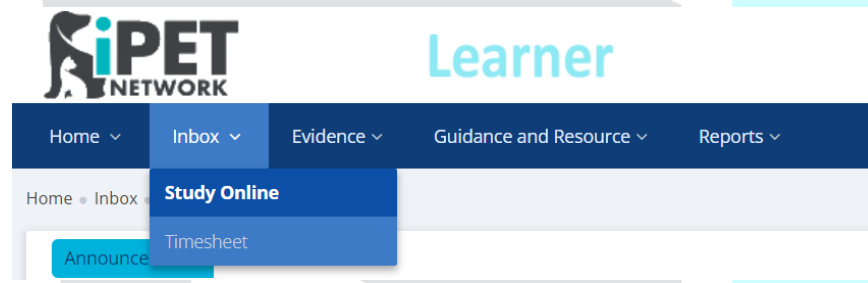 iPET
NETWORK
Learner
Home Inbox Evidence Guidance and Resource Reports
Home Inbox
Study Online
Timesheet
Announce